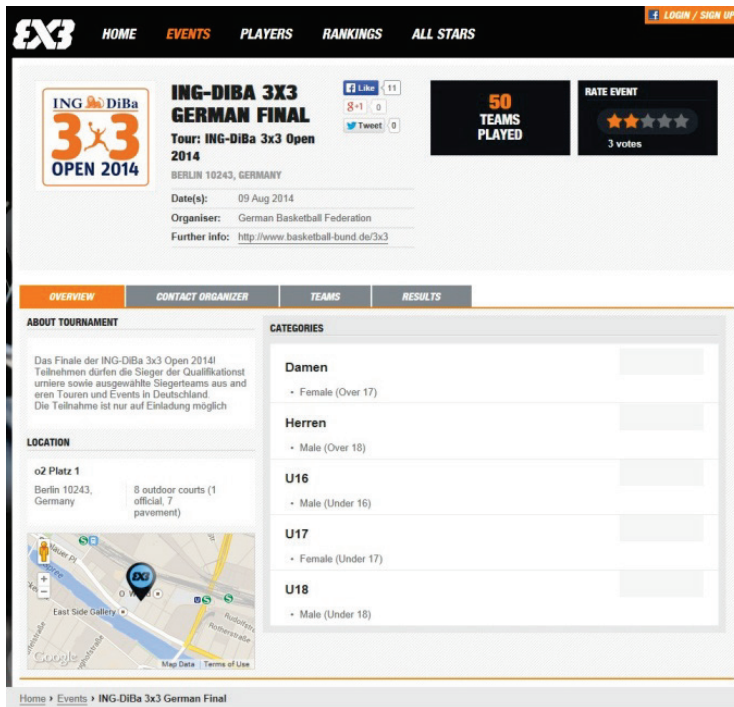 3X3
HOME EVENTS PLAYERS RANKINGS ALL STARS
LOGIN / SIGN UP
ING DiBa
3X3
OPEN 2014
ING-DIBA 3X3
GERMAN FINAL
Tour: ING-DiBa 3x3 Open
2014
BERLIN 10243, GERMANY
Like 11
g+1 0
Tweet 0
50
TEAMS
PLAYED
RATE EVENT
3 votes
Date(s): 09 Aug 2014
Organiser: German Basketball Federation
Further info: http://www.basketball-bund.de/3x3
OVERVIEW CONTACT ORGANIZER TEAMS RESULTS
ABOUT TOURNAMENT
Das Finale der ING-DiBa 3x3 Open 2014!
Teilnehmen dürfen die Sieger der Qualifikationst
urniere sowie ausgewählte Siegerteams aus and
eren Touren und Events in Deutschland.
Die Teilnahme ist nur auf Einladung möglich
LOCATION
o2 Platz 1
Berlin 10243,
Germany
8 outdoor courts (1
official, 7
pavement)
3X3
East Side Gallery
Rudolfstr
Rotherstraße
Google
Map Data Terms of Use
CATEGORIES
Damen
• Female (Over 17)
Herren
• Male (Over 18)
U16
• Male (Under 16)
U17
• Female (Under 17)
U18
• Male (Under 18)
Home › Events › ING-DiBa 3x3 German Final